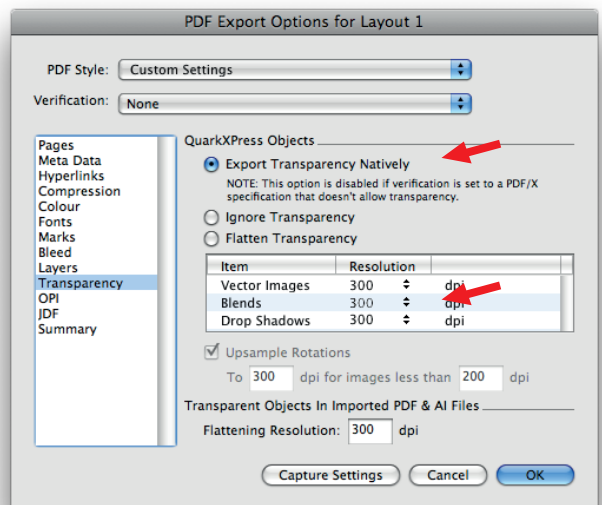 PDF Export Options for Layout 1
PDF Style: Custom Settings
Verification: None
Pages
Meta Data
Hyperlinks
Compression
Colour
Fonts
Marks
Bleed
Layers
Transparency
OPI
JDF
Summary
QuarkXPress Objects
Export Transparency Natively
NOTE: This option is disabled if verification is set to a PDF/X
specification that doesn't allow transparency.
Ignore Transparency
Flatten Transparency
Item Resolution
Vector Images 300 dpi
Blends 300 dpi
Drop Shadows 300 dpi
Upsample Rotations
To 300 dpi for images less than 200 dpi
Transparent Objects In Imported PDF & AI Files
Flattening Resolution: 300 dpi
Capture Settings Cancel OK